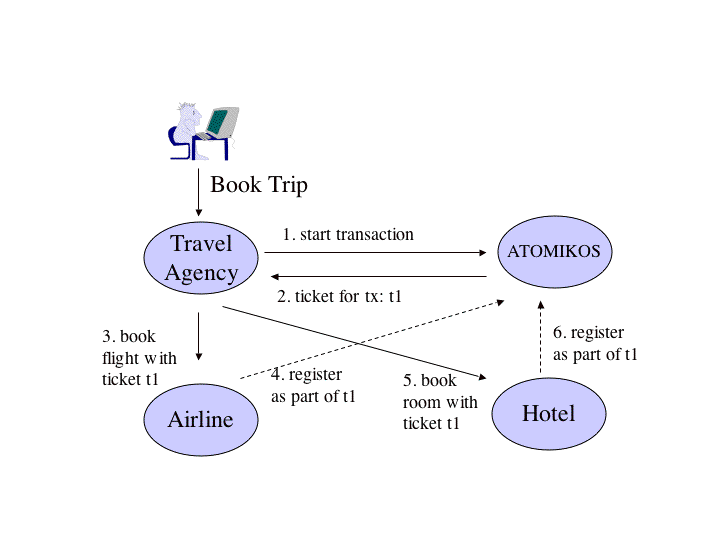 Book Trip
Travel
Agency
1. start transaction
ATOMIKOS
2. ticket for tx: t1
3. book
flight with
ticket t1
4. register
as part of t1
5. book
room with
ticket t1
6. register
as part of t1
Airline
Hotel